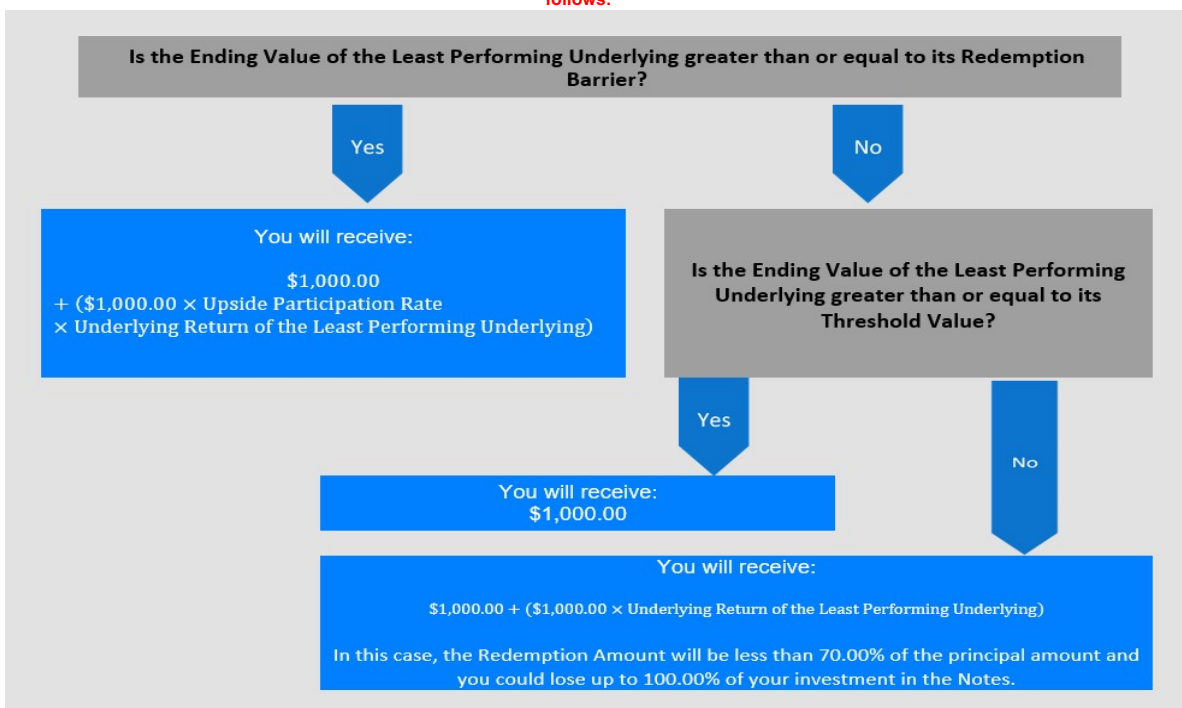 follows:
Is the Ending Value of the Least Performing Underlying greater than or equal to its Redemption
Barrier?
Yes
No
You will receive:
$1,000.00
+ ($1,000.00 × Upside Participation Rate
× Underlying Return of the Least Performing Underlying)
Is the Ending Value of the Least Performing
Underlying greater than or equal to its
Threshold Value?
Yes
No
You will receive:
$1,000.00
You will receive:
$1,000.00 + ($1,000.00 × Underlying Return of the Least Performing Underlying)
In this case, the Redemption Amount will be less than 70.00% of the principal amount and
you could lose up to 100.00% of your investment in the Notes.